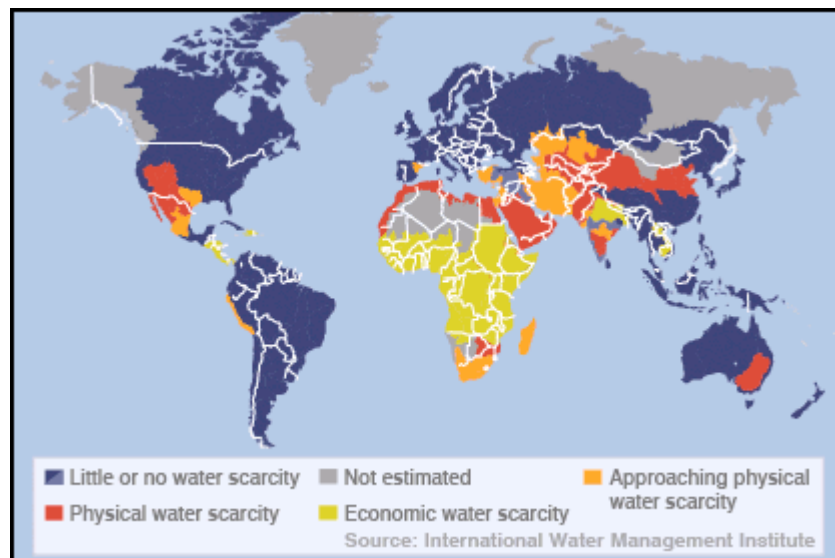 Little or no water scarcity
Not estimated
Approaching physical
water scarcity
Physical water scarcity
Economic water scarcity
Source: International Water Management Institute